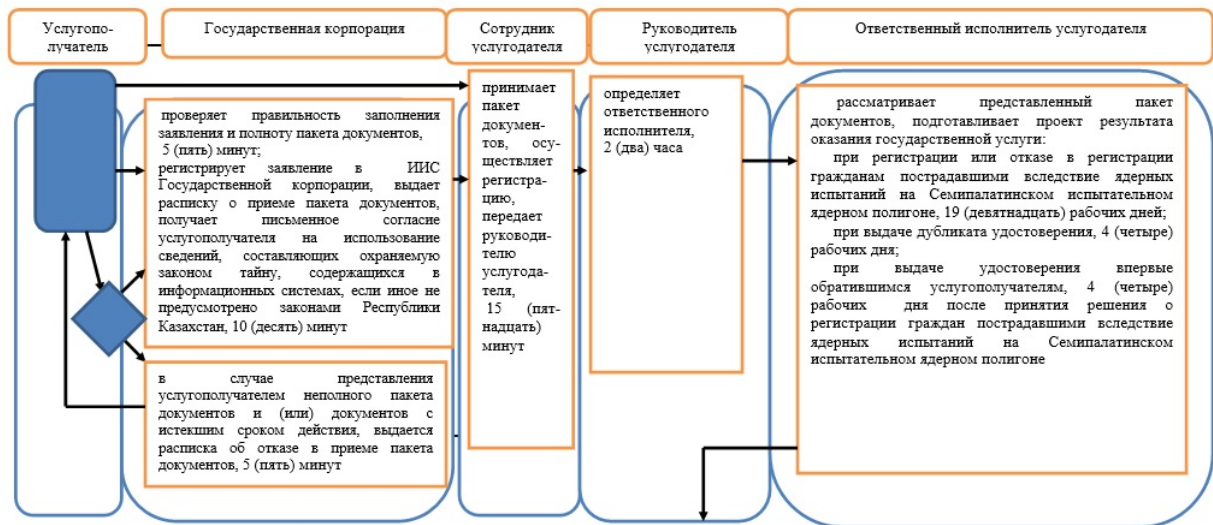 Услугопо-
лучатель
Государственная корпорация
Сотрудник
услугодателя
Руководитель
услугодателя
Ответственный исполнитель услугодателя
проверяет правильность заполнения
заявления и полноту пакета документов,
5 (пять) минут;
регистрирует заявление в ИИС
Государственной корпорации, выдает
расписку о приеме пакета документов,
получает письменное согласие
услугополучателя на использование
сведений, составляющих охраняемую
законом тайну, содержащихся в
информационных системах, если иное не
предусмотрено законами Республики
Казахстан, 10 (десять) минут
в случае представления
услугополучателем неполного пакета
документов и (или) документов с
истекшим сроком действия, выдается
расписка об отказе в приеме пакета
документов, 5 (пять) минут
принимает
пакет
докумен-
тов, осу-
ществляет
регистра-
цию,
передает
руководи-
телю
услугода-
теля,
15 (пят-
надцать)
минут
определяет
ответственного
исполнителя,
2 (два) часа
рассматривает представленный пакет
документов, подготавливает проект результата
оказания государственной услуги:
при регистрации или отказе в регистрации
гражданам пострадавшими вследствие ядерных
испытаний на Семипалатинском испытательном
ядерном полигоне, 19 (девятнадцать) рабочих дней;
при выдаче дубликата удостоверения, 4 (четыре)
рабочих дня;
при выдаче удостоверения впервые
обратившимся услугополучателям, 4 (четыре)
рабочих дня после принятия решения о
регистрации граждан пострадавшими вследствие
ядерных испытаний на Семипалатинском
испытательном ядерном полигоне